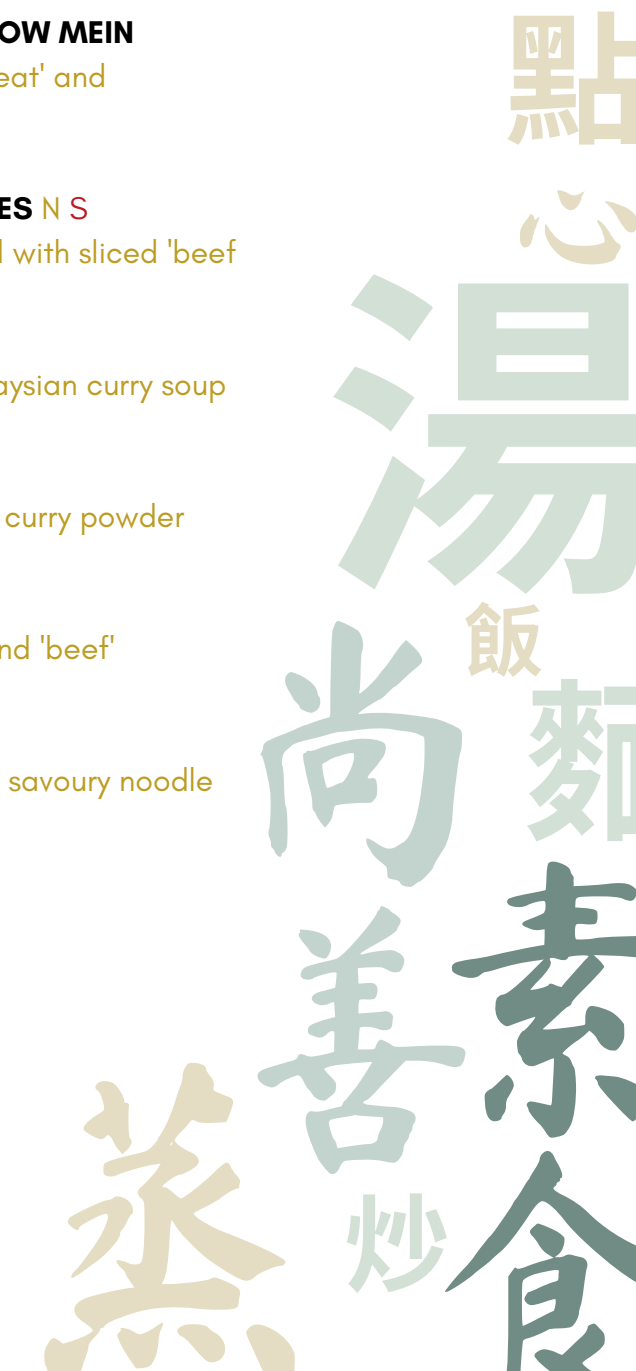 OW MEIN
eat' and
ES N S
with sliced 'beef
aysian curry soup
curry powder
nd 'beef'
savoury noodle
點心
湯
飯
麵
尚善
素食
炒
蒸